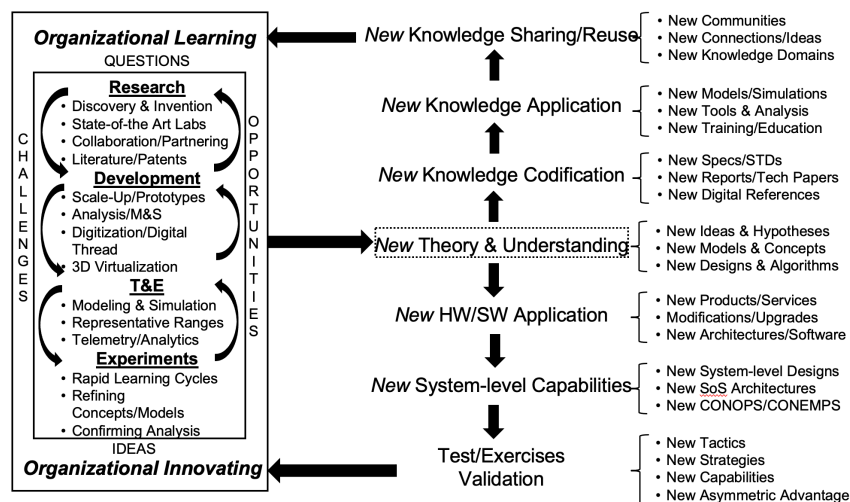 Organizational Learning
QUESTIONS
CHALLENGES
Research
• Discovery & Invention
• State-of the Art Labs
• Collaboration/Partnering
• Literature/Patents
Development
• Scale-Up/Prototypes
• Analysis/M&S
• Digitization/Digital
Thread
• 3D Virtualization
T&E
• Modeling & Simulation
• Representative Ranges
• Telemetry/Analytics
Experiments
• Rapid Learning Cycles
• Refining
Concepts/Models
• Confirming Analysis
OPPORTUNITIES
IDEAS
Organizational Innovating
New Knowledge Sharing/Reuse
• New Communities
• New Connections/Ideas
• New Knowledge Domains
New Knowledge Application
• New Models/Simulations
• New Tools & Analysis
• New Training/Education
New Knowledge Codification
• New Specs/STDs
• New Reports/Tech Papers
• New Digital References
New Theory & Understanding
• New Ideas & Hypotheses
• New Models & Concepts
• New Designs & Algorithms
New HW/SW Application
• New Products/Services
• Modifications/Upgrades
• New Architectures/Software
New System-level Capabilities
• New System-level Designs
• New SoS Architectures
• New CONOPS/CONEMPS
Test/Exercises
Validation
• New Tactics
• New Strategies
• New Capabilities
• New Asymmetric Advantage